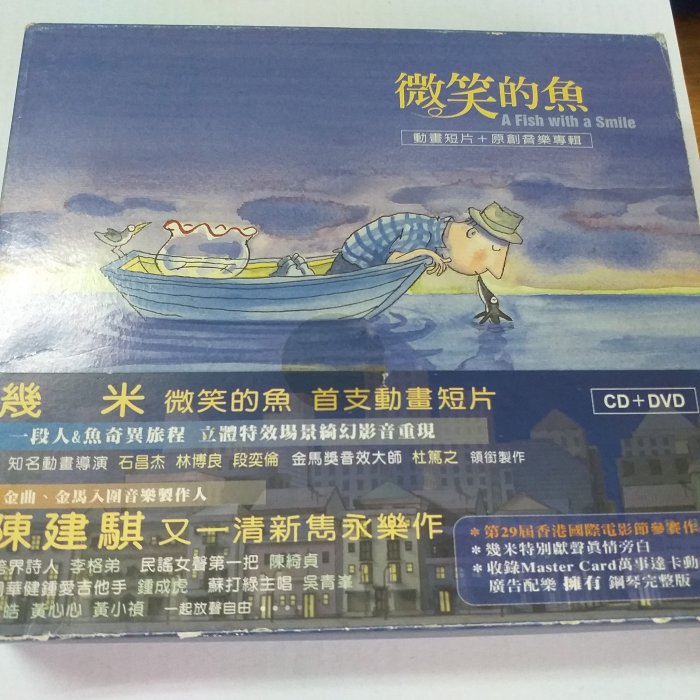 微笑的魚
A Fish with a Smile
動畫短片+原創音樂專輯
幾 米 微笑的魚 首支動畫短片
CD+DVD
一段人&魚奇異旅程 立體特效場景綺幻影音重現
知名動畫導演 石昌杰 林博良 段奕倫 金馬獎音效大師 杜篤之 領銜製作
金曲、金馬入圍音樂製作人
陳建騏 又一清新雋永樂作
跨界詩人 李格弟 民謠女聲第一把 陳綺貞
華健鍾愛吉他手 鍾成虎 蘇打綠主唱 吳青峯
皓 黃心心 黃小禎 一起放聲自由‧‧‧‧
*第29屆香港國際電影節參賽作
*幾米特別獻聲真情旁白
*收錄Master Card萬事達卡動
廣告配樂 擁有 鋼琴完整版